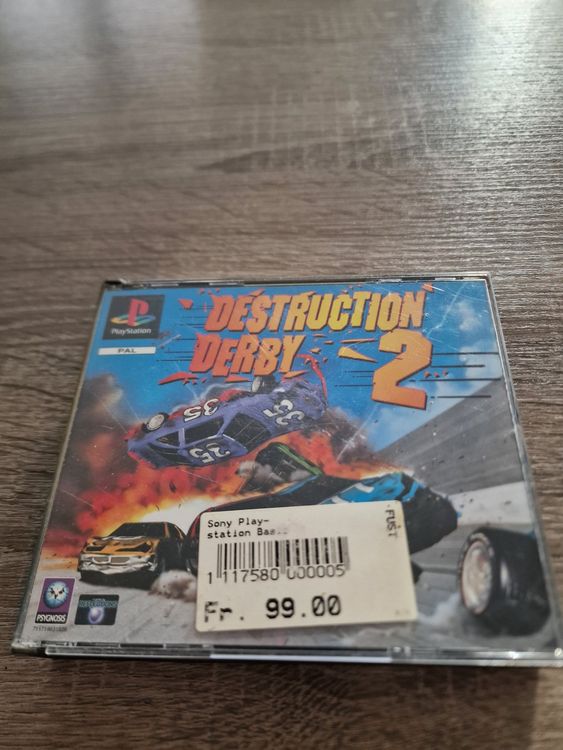 DESTRUCTION
DERBY 2
PlayStation
PAL
35
35
35
35
Sony Play-
station
FUST
1 117580 000005
Fr. 99.00
PSYGNOSIS